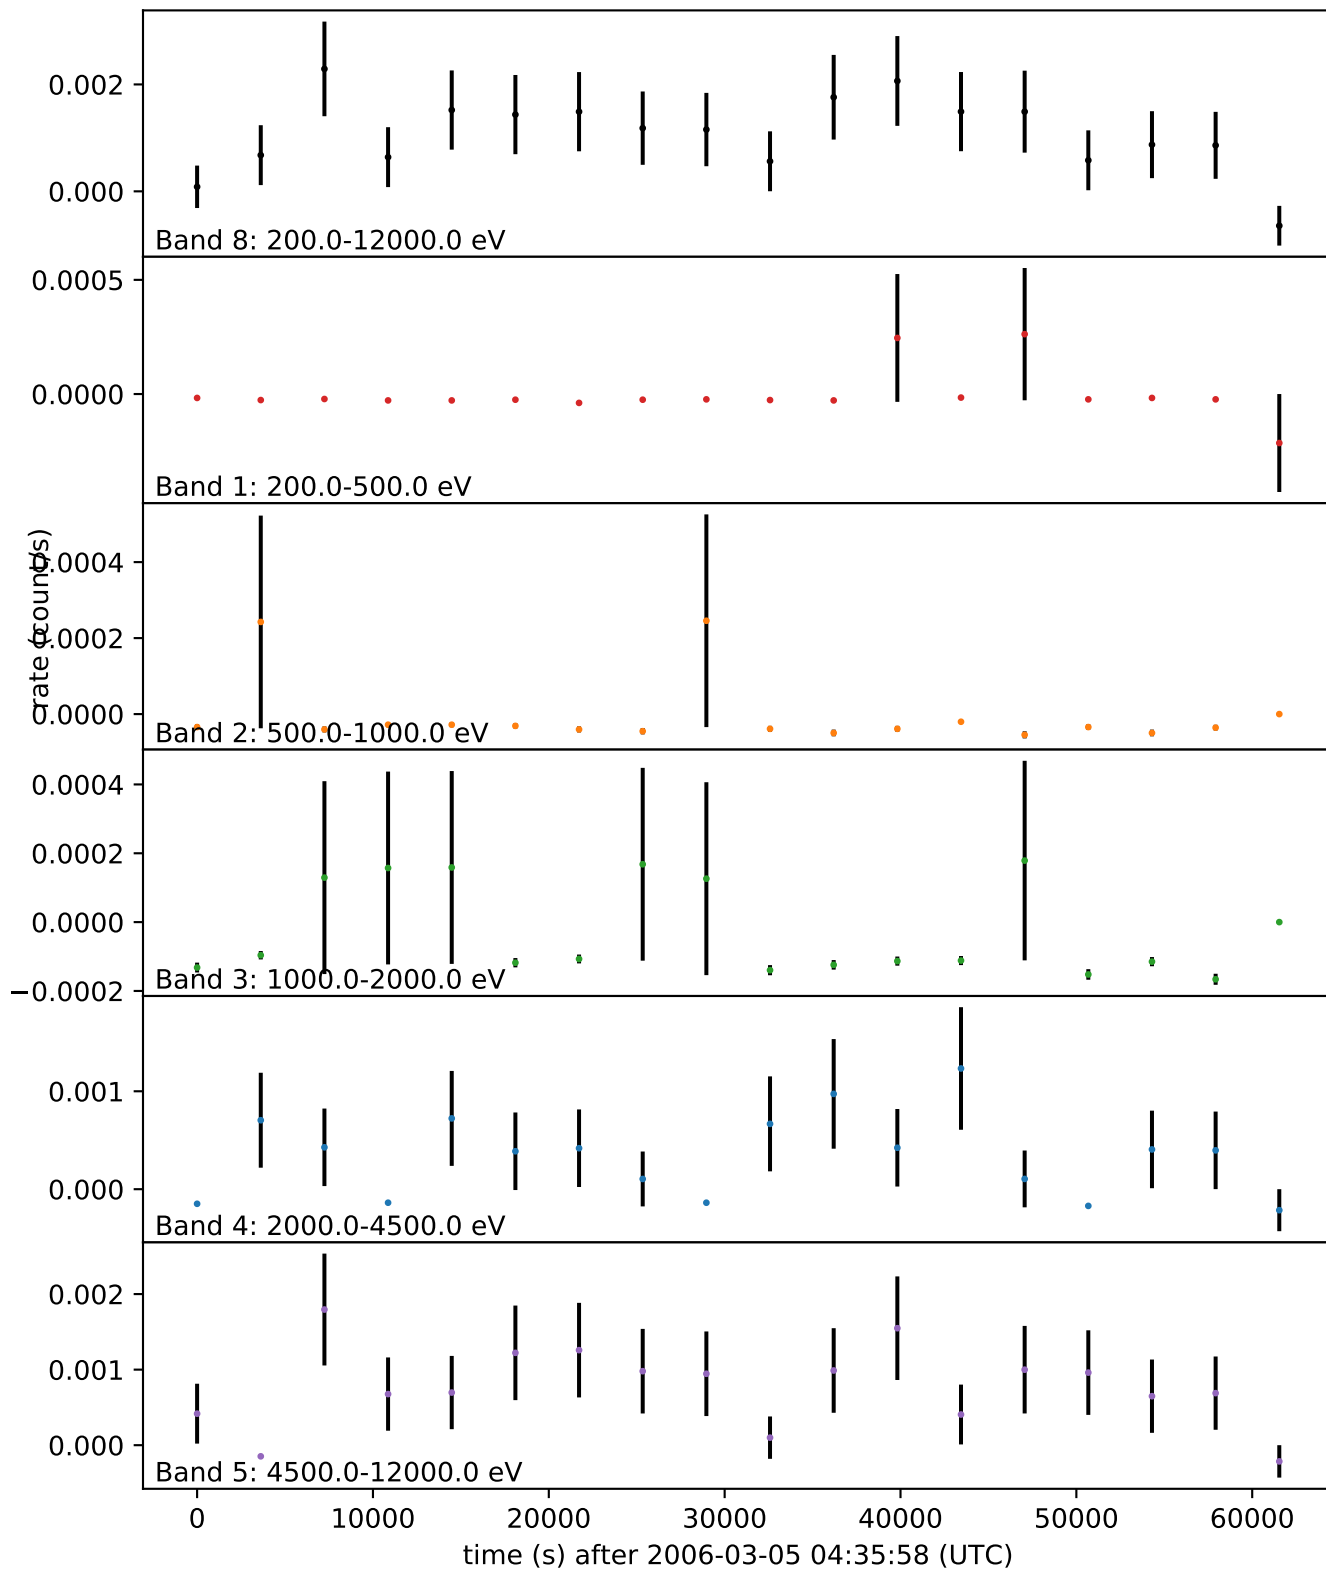 0.002
0.000
Band 8: 200.0-12000.0 eV
0.0005
0.0000
Band 1: 200.0-500.0 eV
rate (count/s)
0.0004
0.0002
0.0000
Band 2: 500.0-1000.0 eV
0.0004
0.0002
0.0000
−0.0002
Band 3: 1000.0-2000.0 eV
0.001
0.000
Band 4: 2000.0-4500.0 eV
0.002
0.001
0.000
Band 5: 4500.0-12000.0 eV
0 10000 20000 30000 40000 50000 60000
time (s) after 2006-03-05 04:35:58 (UTC)